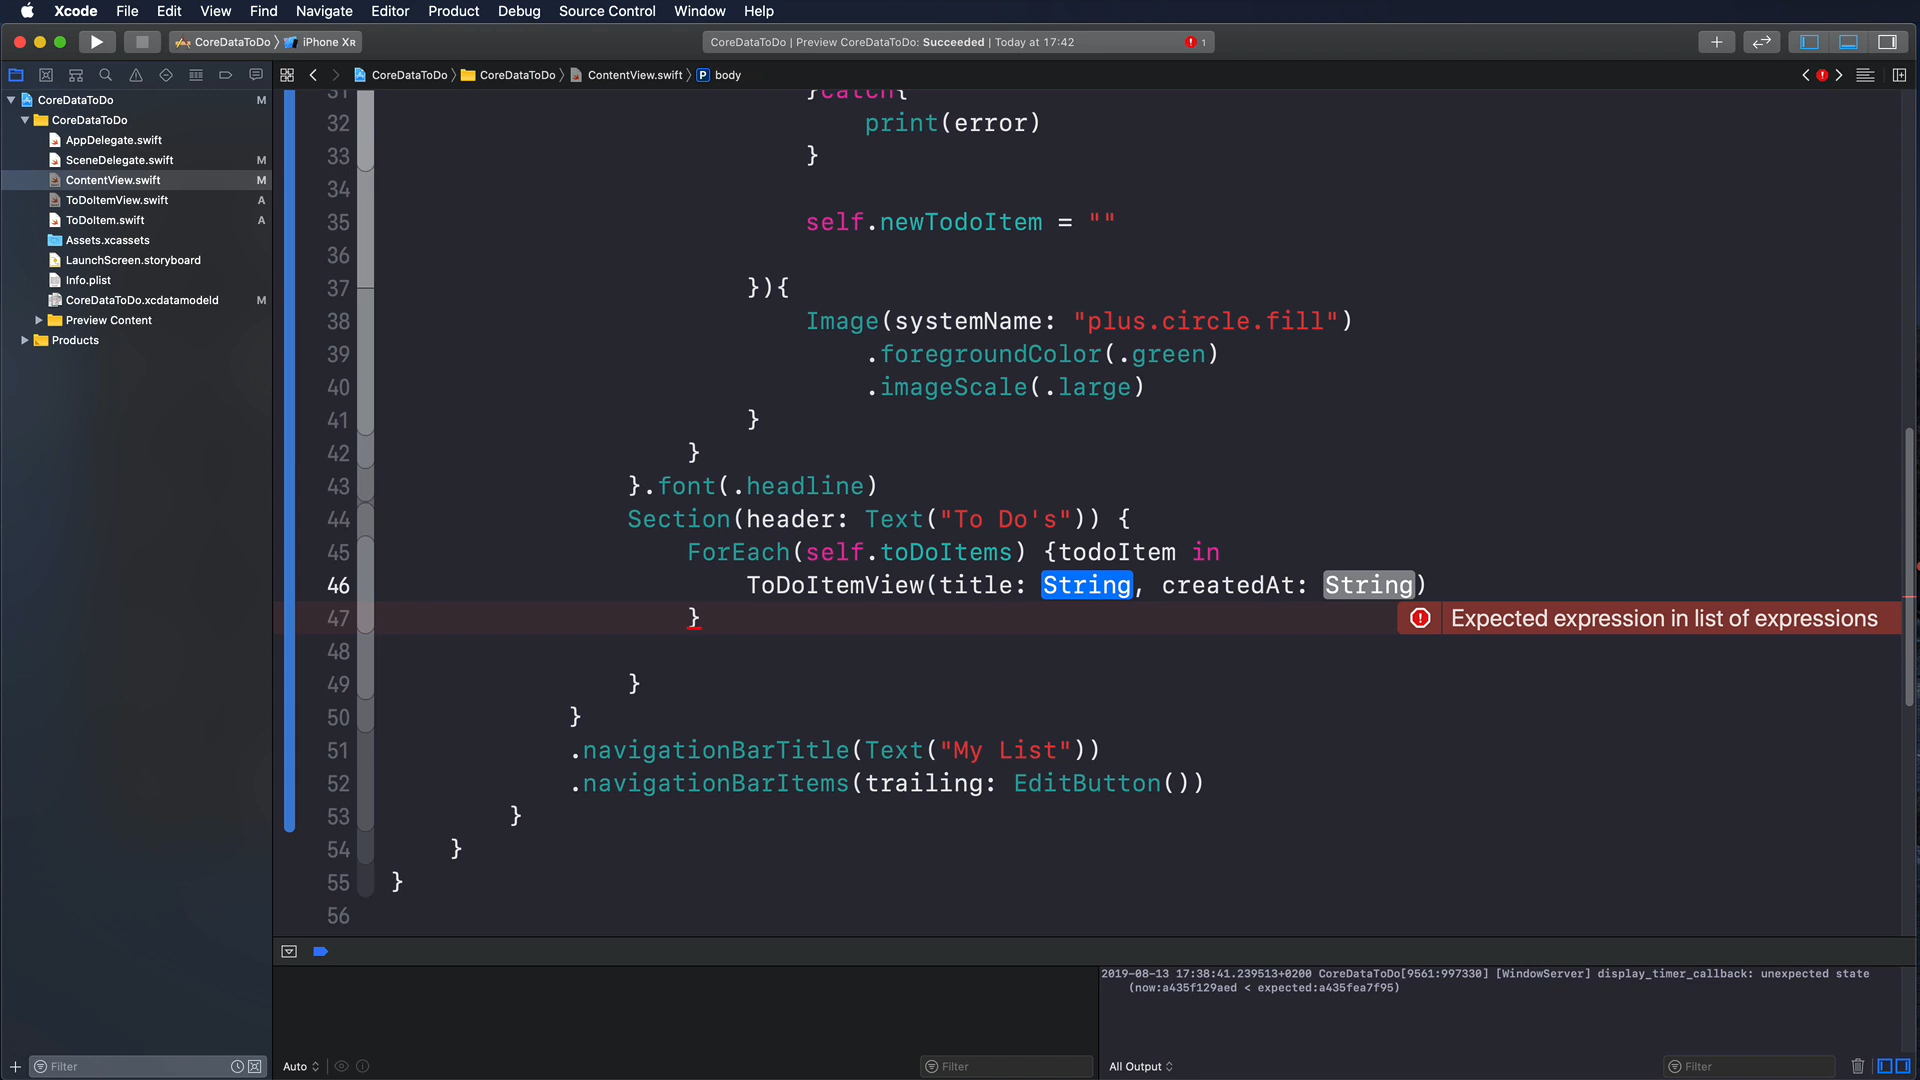 Xcode File Edit View Find Navigate Editor Product Debug Source Control Window Help
CoreDataToDo iPhone XR
CoreDataToDo | Preview CoreDataToDo: Succeeded | Today at 17:42 1
CoreDataToDo CoreDataToDo ContentView.swift P body
CoreDataToDo M
CoreDataToDo
AppDelegate.swift
SceneDelegate.swift M
ContentView.swift M
ToDoItemView.swift A
ToDoItem.swift A
Assets.xcassets
LaunchScreen.storyboard
Info.plist
CoreDataToDo.xcdatamodeld M
Preview Content
Products
31 }catch{
32 print(error)
33 }
34
35 self.newTodoItem = ""
36
37 }){
38 Image(systemName: "plus.circle.fill")
39 .foregroundColor(.green)
40 .imageScale(.large)
41 }
42 }
43 }.font(.headline)
44 Section(header: Text("To Do's")) {
45 ForEach(self.toDoItems) {todoItem in
46 ToDoItemView(title: String, createdAt: String)
47 } Expected expression in list of expressions
48
49 }
50 }
51 .navigationBarTitle(Text("My List"))
52 .navigationBarItems(trailing: EditButton())
53 }
54 }
55 }
56
2019-08-13 17:38:41.239513+0200 CoreDataToDo[9561:997330] [WindowServer] display_timer_callback: unexpected state
(now:a435f129aed < expected:a435fea7f95)
Filter
Auto
Filter
All Output
Filter